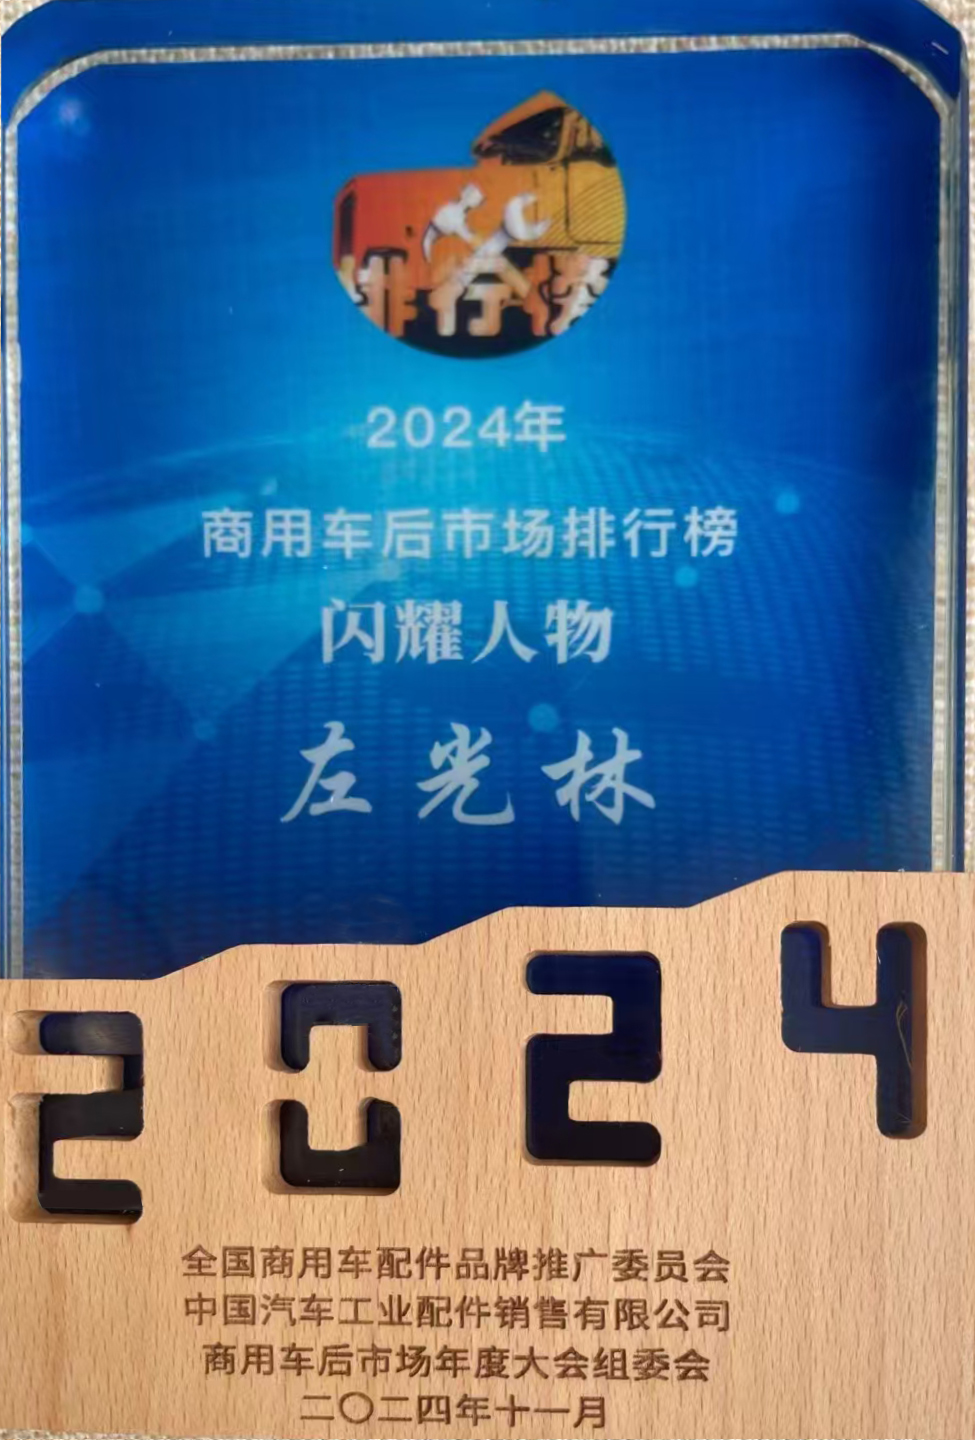 排行榜
2024年
商用车后市场排行榜
闪耀人物
左光林
2024
全国商用车配件品牌推广委员会
中国汽车工业配件销售有限公司
商用车后市场年度大会组委会
二〇二四年十一月